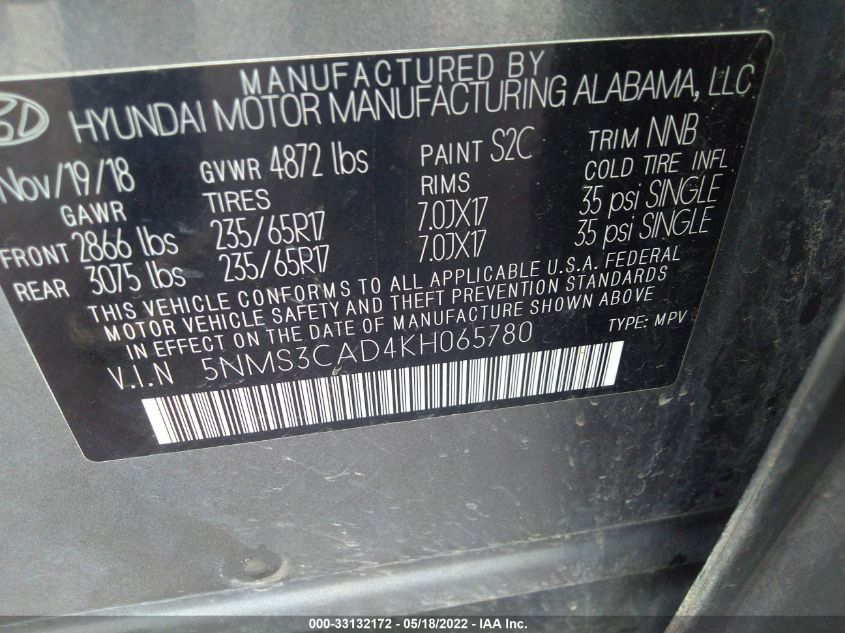 MANUFACTURED BY
HYUNDAI MOTOR MANUFACTURING ALABAMA, LLC
Nov/19/18 GVWR 4872 lbs PAINT S2C TRIM NNB
GAWR TIRES RIMS COLD TIRE INFL
FRONT 2866 lbs 235/65R17 7.0JX17 35 psi SINGLE
REAR 3075 lbs 235/65R17 7.0JX17 35 psi SINGLE
THIS VEHICLE CONFORMS TO ALL APPLICABLE U.S.A. FEDERAL
MOTOR VEHICLE SAFETY AND THEFT PREVENTION STANDARDS
IN EFFECT ON THE DATE OF MANUFACTURE SHOWN ABOVE
V.I.N 5NMS3CAD4KH065780 TYPE: MPV
000-33132172 - 05/18/2022 - IAA Inc.